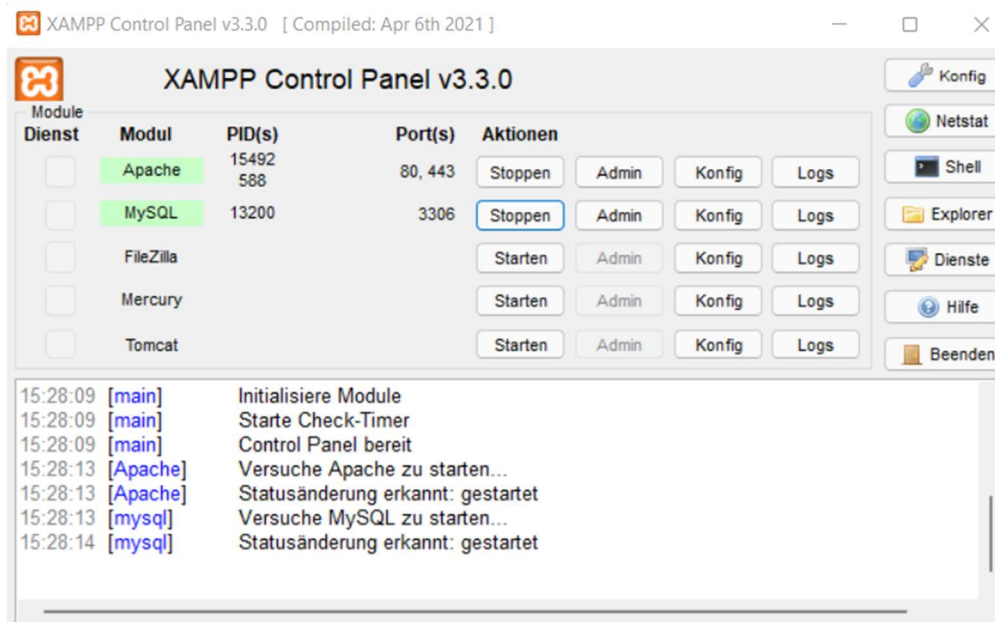 XAMPP Control Panel v3.3.0 [ Compiled: Apr 6th 2021 ]
XAMPP Control Panel v3.3.0
Konfig
Module
Dienst Modul PID(s) Port(s) Aktionen
Netstat
Apache 15492 588 80, 443 Stoppen Admin Konfig Logs
Shell
MySQL 13200 3306 Stoppen Admin Konfig Logs
Explorer
FileZilla Starten Admin Konfig Logs
Dienste
Mercury Starten Admin Konfig Logs
Hilfe
Tomcat Starten Admin Konfig Logs
Beenden
15:28:09 [main] Initialisiere Module
15:28:09 [main] Starte Check-Timer
15:28:09 [main] Control Panel bereit
15:28:13 [Apache] Versuche Apache zu starten...
15:28:13 [Apache] Statusänderung erkannt: gestartet
15:28:13 [mysql] Versuche MySQL zu starten...
15:28:14 [mysql] Statusänderung erkannt: gestartet